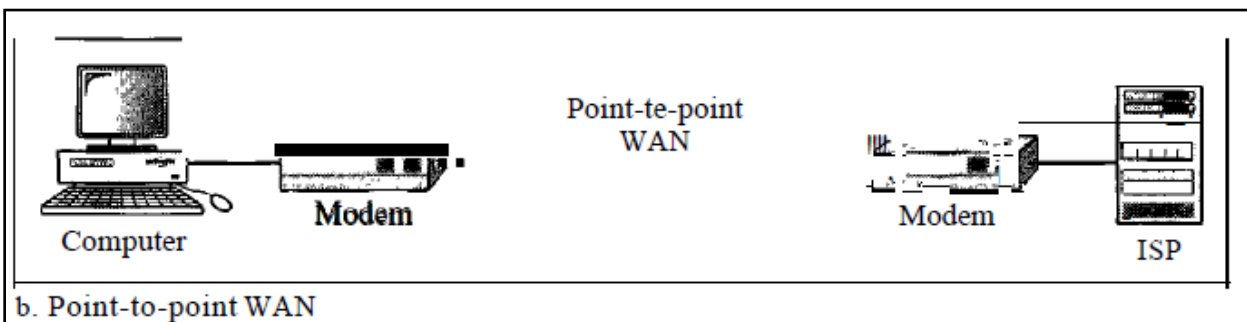 Point-te-point
WAN
Modem
Modem
Computer
ISP
b. Point-to-point WAN